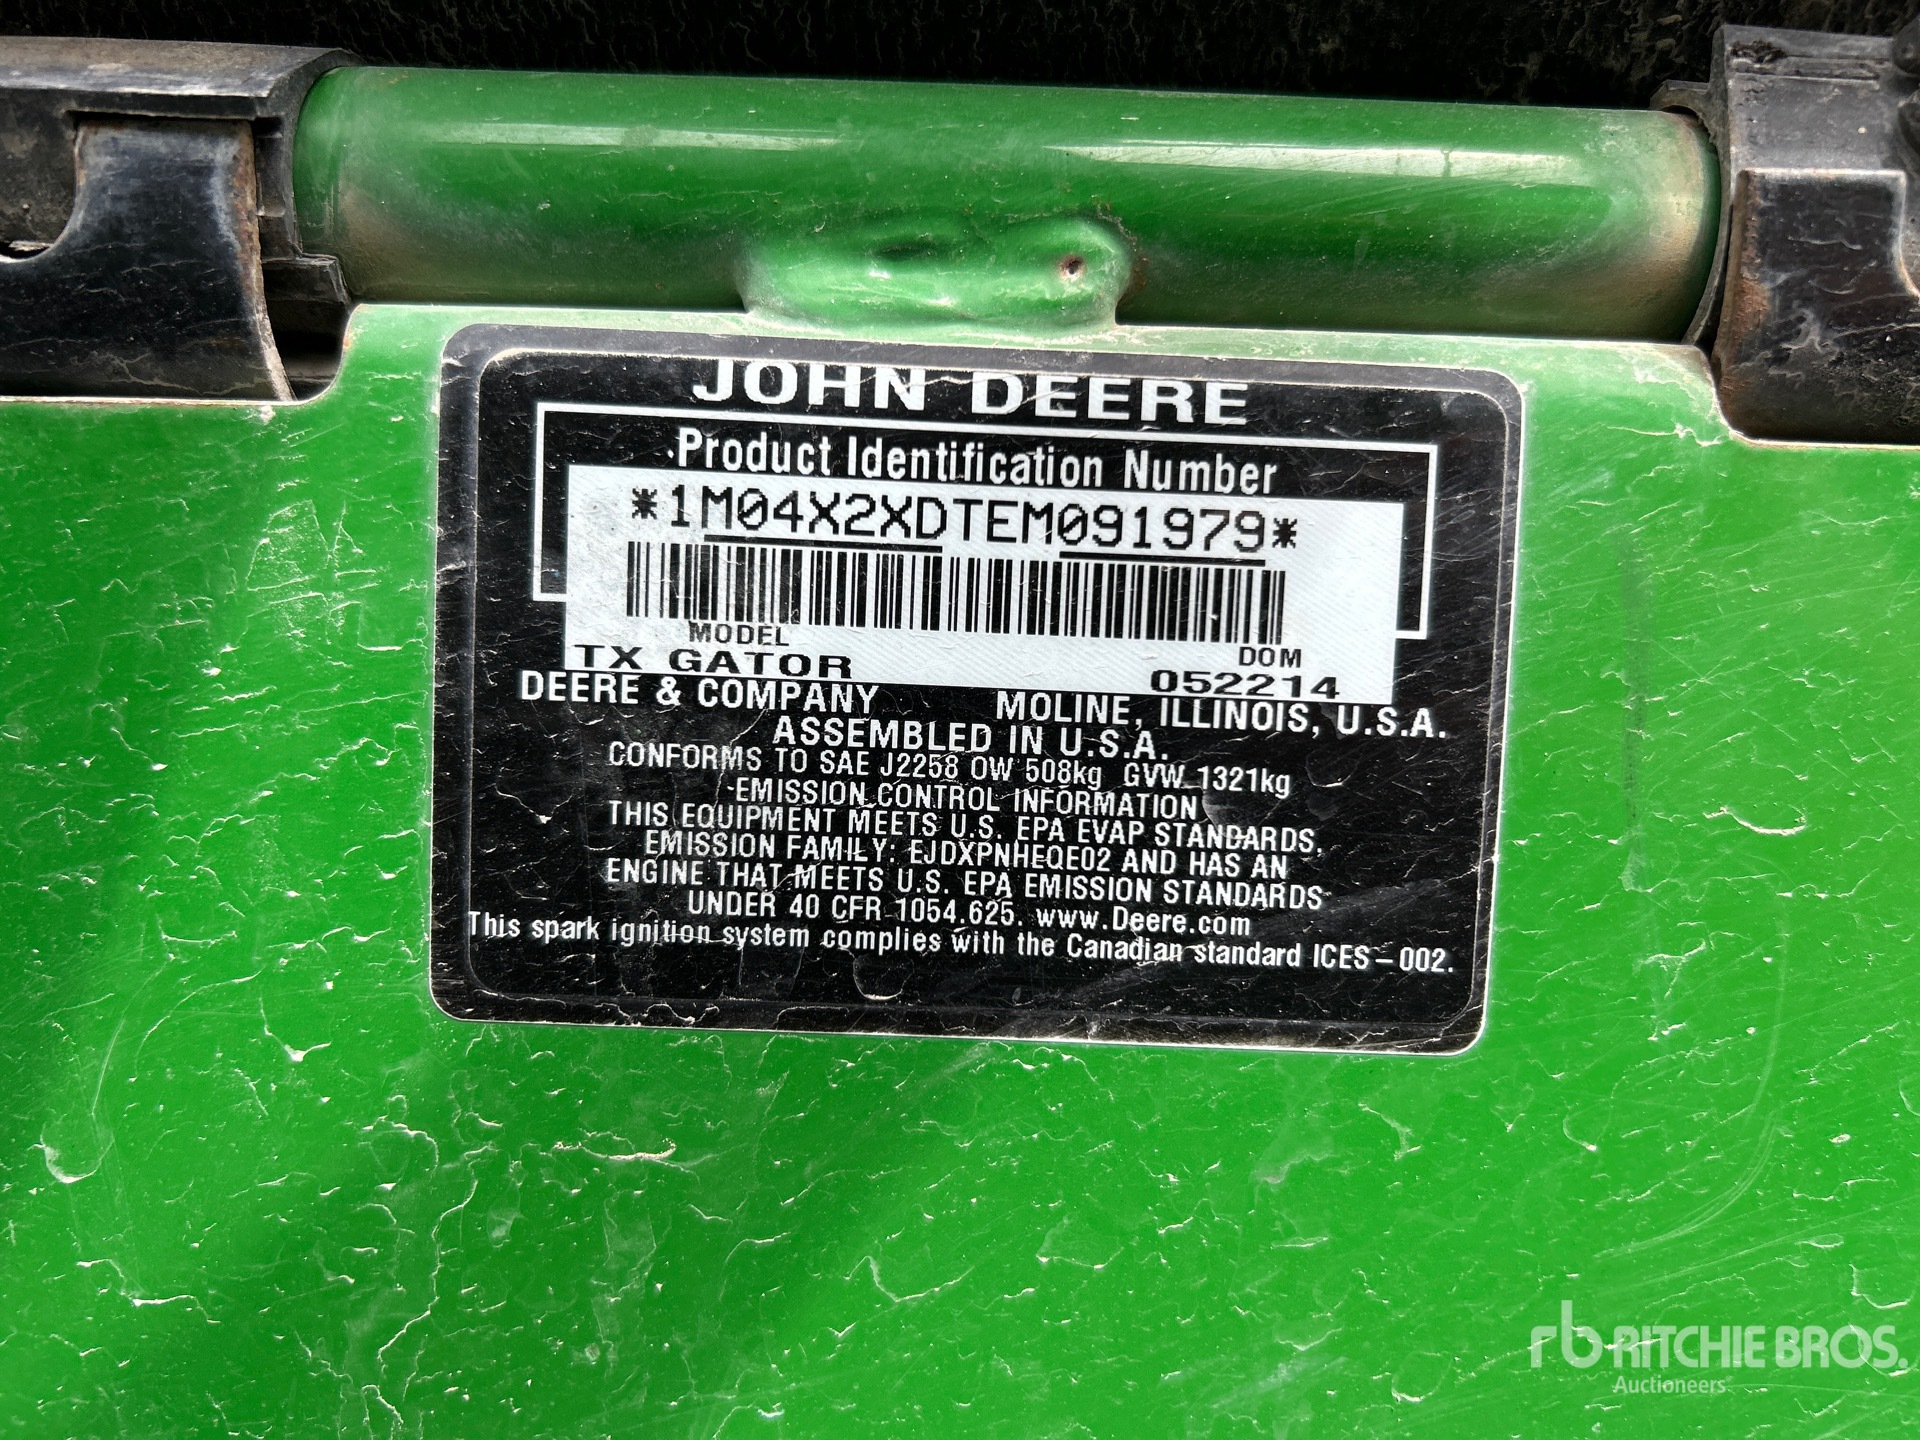 JOHN DEERE
Product Identification Number
*1M04X2XDTEM091979*
MODEL
DOM
TX GATOR
052214
DEERE & COMPANY MOLINE, ILLINOIS, U.S.A.
ASSEMBLED IN U.S.A.
CONFORMS TO SAE J2258 OW 508kg GVW 1321kg
EMISSION CONTROL INFORMATION
THIS EQUIPMENT MEETS U.S. EPA EVAP STANDARDS.
EMISSION FAMILY: EJDXPNHEQE02 AND HAS AN
ENGINE THAT MEETS U.S. EPA EMISSION STANDARDS
UNDER 40 CFR 1054.625. www.Deere.com
This spark ignition system complies with the Canadian standard ICES-002.
rb RITCHIE BROS.
Auctioneers